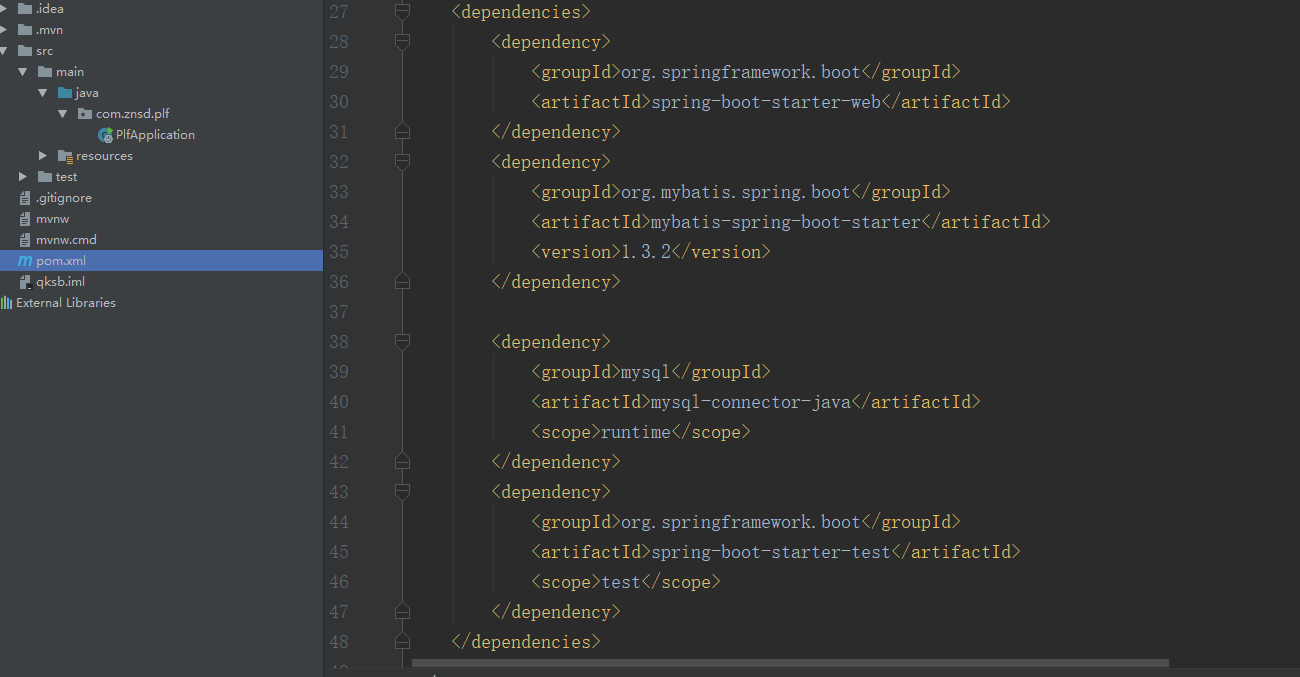 .idea
.mvn
src
main
java
com.znsd.plf
PlfApplication
resources
test
.gitignore
mvnw
mvnw.cmd
pom.xml
qksb.iml
External Libraries
27 <dependencies>
28 <dependency>
29 <groupId>org.springframework.boot</groupId>
30 <artifactId>spring-boot-starter-web</artifactId>
31 </dependency>
32 <dependency>
33 <groupId>org.mybatis.spring.boot</groupId>
34 <artifactId>mybatis-spring-boot-starter</artifactId>
35 <version>1.3.2</version>
36 </dependency>
37
38 <dependency>
39 <groupId>mysql</groupId>
40 <artifactId>mysql-connector-java</artifactId>
41 <scope>runtime</scope>
42 </dependency>
43 <dependency>
44 <groupId>org.springframework.boot</groupId>
45 <artifactId>spring-boot-starter-test</artifactId>
46 <scope>test</scope>
47 </dependency>
48 </dependencies>